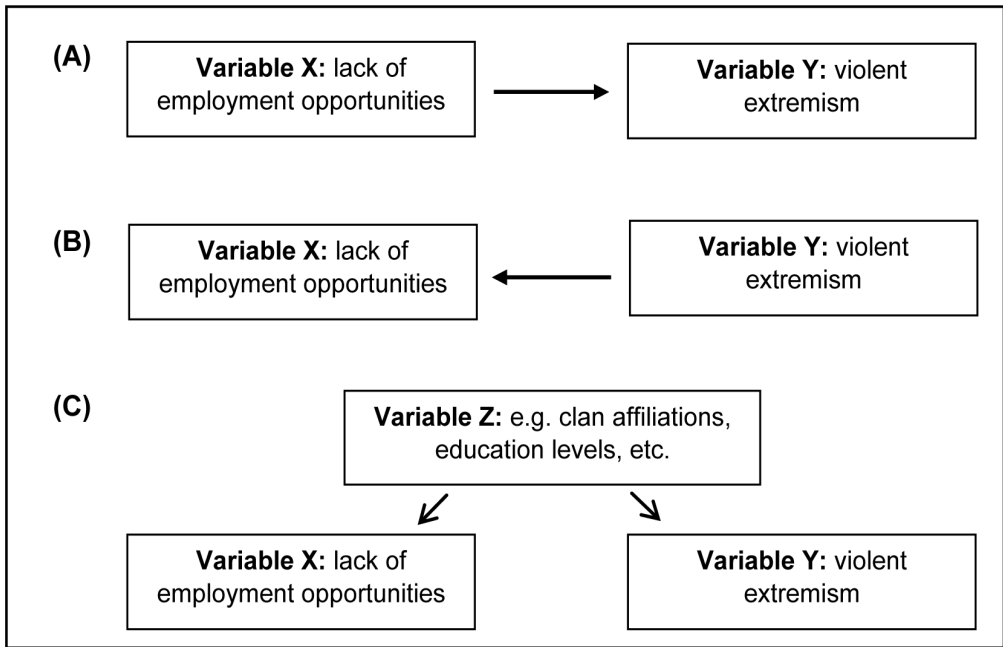 (A)
Variable X: lack of
employment opportunities
Variable Y: violent
extremism
(B)
Variable X: lack of
employment opportunities
Variable Y: violent
extremism
(C)
Variable Z: e.g. clan affiliations,
education levels, etc.
Variable X: lack of
employment opportunities
Variable Y: violent
extremism